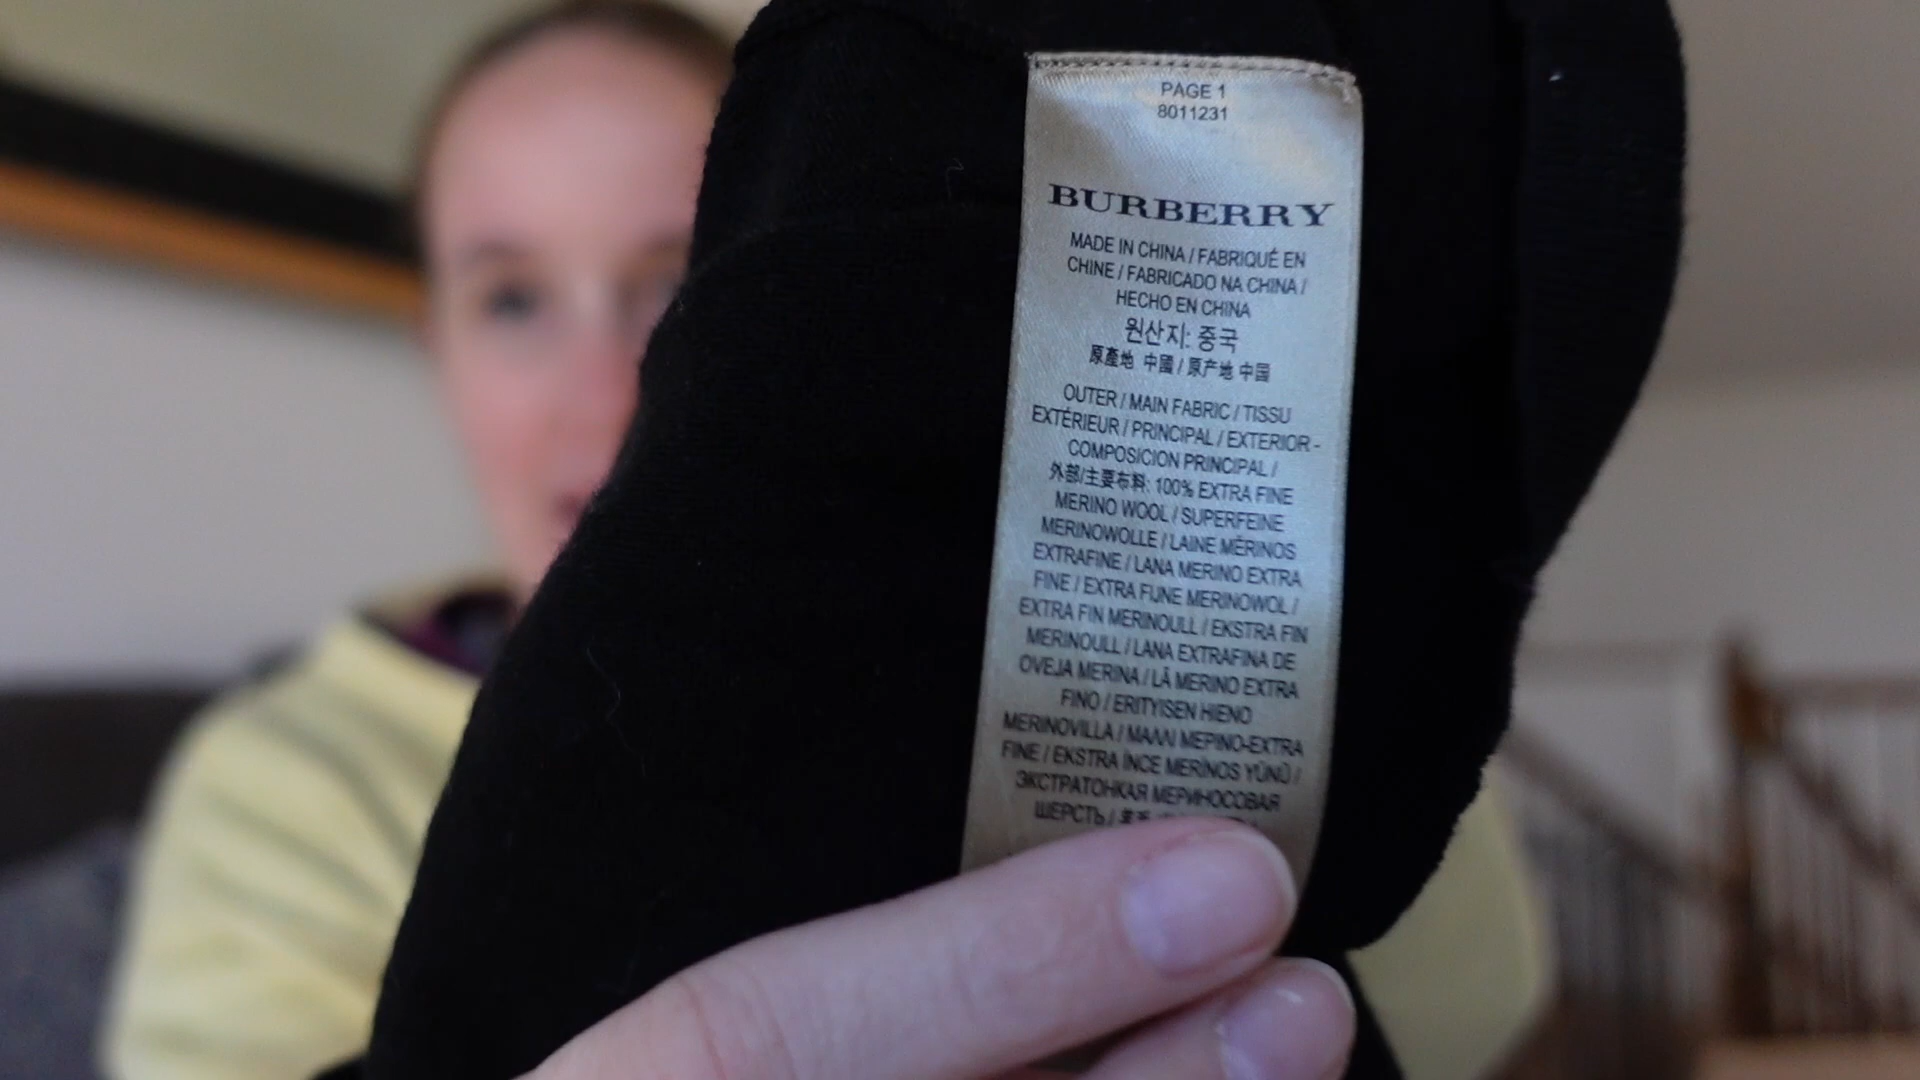 PAGE 1
8011231
BURBERRY
MADE IN CHINA / FABRIQUÉ EN
CHINE / FABRICADO NA CHINA /
HECHO EN CHINA
원산지: 중국
原產地 中國 / 原产地 中国
OUTER / MAIN FABRIC / TISSU
EXTÉRIEUR / PRINCIPAL / EXTERIOR -
COMPOSICION PRINCIPAL /
外部/主要布料: 100% EXTRA FINE
MERINO WOOL / SUPERFEINE
MERINOWOLLE / LAINE MÉRINOS
EXTRAFINE / LANA MERINO EXTRA
FINE / EXTRA FIJNE MERINOWOL /
EXTRA FIN MERINOULL / EKSTRA FIN
MERINOULL / LANA EXTRAFINA DE
OVEJA MERINA / LÃ MERINO EXTRA
FINO / ERITYISEN HIENO
MERINOVILLA / ΜΑΛΛΙ ΜΕΡΙΝΟ-EXTRA
FINE / EKSTRA İNCE MERİNOS YÜNÜ /
ЭКСТРАТОНКАЯ МЕРИНОСОВАЯ
ШЕРСТЬ /